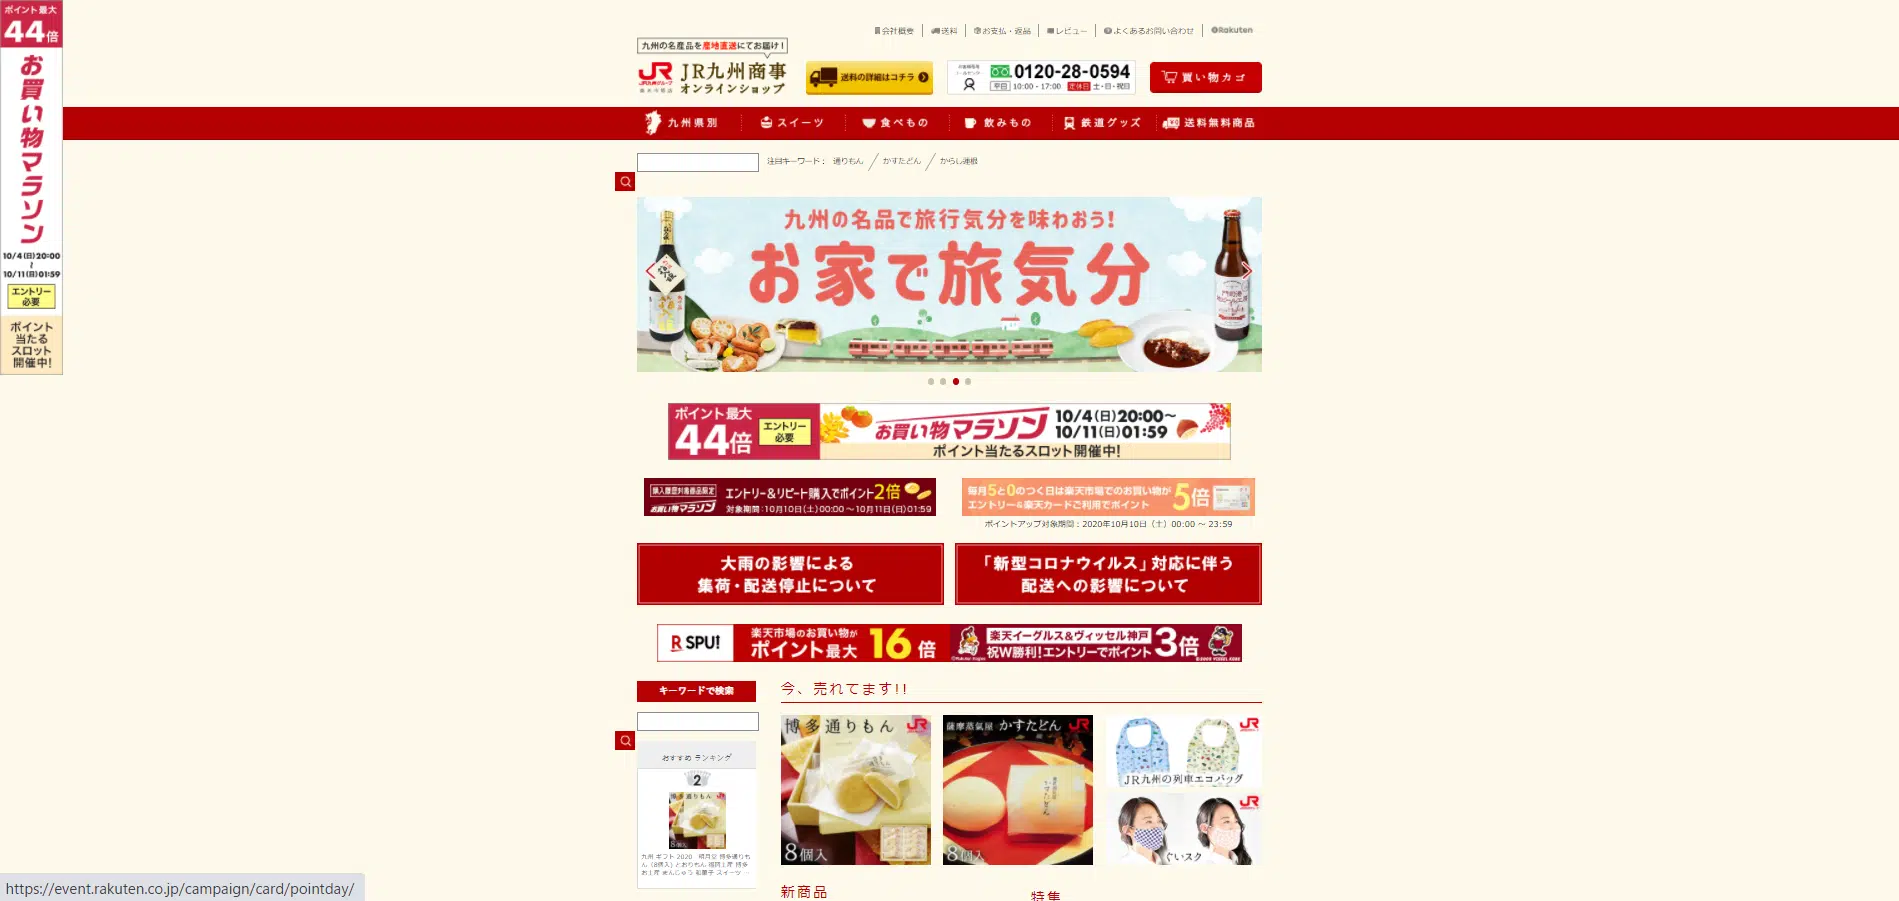 ポイント最大
44倍
お買い物マラソン
10/4(日)20:00
～
10/11(日)01:59
エントリー
必要
ポイント
当たる
スロット
開催中!
会社概要
送料
お支払・返品
レビュー
よくあるお問い合わせ
Rakuten
九州の名産品を産地直送にてお届け!
JR
JR九州グループ
JR九州商事
オンラインショップ
送料の詳細はコチラ
0120-28-0594
平日 10:00 - 17:00 定休日 土・日・祝日
買い物カゴ
九州県別
スイーツ
食べもの
飲みもの
鉄道グッズ
送料無料商品
注目キーワード： 通りもん ／ かすたどん ／ からし蓮根
九州の名品で旅行気分を味わおう!
お家で旅気分
ポイント最大
44倍
エントリー
必要
お買い物マラソン
10/4(日)20:00～
10/11(日)01:59
ポイント当たるスロット開催中!
購入履歴対象商品限定
お買い物マラソン
エントリー&リピート購入でポイント2倍
対象期間:10月10日(土)00:00～10月11日(日)01:59
毎月5と0のつく日は楽天市場でのお買い物が
エントリー&楽天カードご利用でポイント
5倍
ポイントアップ対象期間：2020年10月10日（土）00:00 ～ 23:59
大雨の影響による
集荷・配送停止について
「新型コロナウイルス」対応に伴う
配送への影響について
R SPU!
楽天市場のお買い物が
ポイント最大 16倍
楽天イーグルス&ヴィッセル神戸
祝W勝利!エントリーでポイント
3倍
キーワードで検索
おすすめ ランキング
2
博多通りもん
JR
8個入
九州 ギフト 2020 明月堂 博多通りも
ん（8個入) とおりもん 福岡土産 博多
お土産 まんじゅう 和菓子 スイーツ …
今、売れてます!!
博多通りもん
JR
8個入
薩摩蒸氣屋 かすたどん
JR
8個入
JR
JR九州の列車エコバッグ
JR
ぐいスク
新商品
特集
https://event.rakuten.co.jp/campaign/card/pointday/